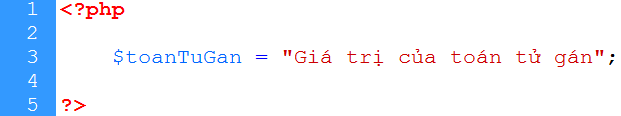 1 <?php
2
3 $toanTuGan = "Giá trị của toán tử gán";
4
5 ?>